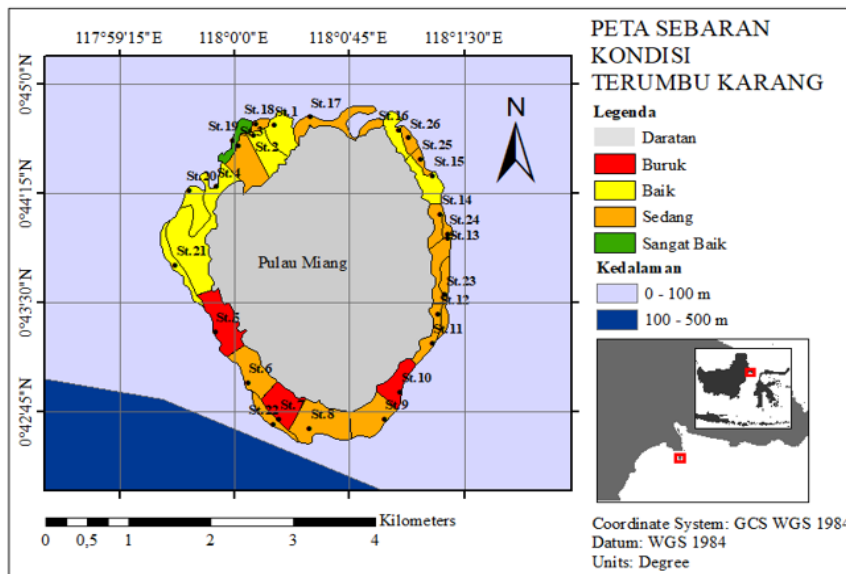 117°59'15"E 118°0'0"E 118°0'45"E 118°1'30"E
0°45'0"N
0°44'15"N
0°43'30"N
0°42'45"N
N
St.17
St.18
St.1
St.16
St.26
St.19
St.3
St.2
St.25
St.15
St.20
St.4
St.14
St.24
St.13
St.21
Pulau Miang
St.23
St.12
St.5
St.11
St.6
St.10
St.22
St.7
St.8
St.9
Kilometers
0 0,5 1 2 3 4
PETA SEBARAN
KONDISI
TERUMBU KARANG
Legenda
Daratan
Buruk
Baik
Sedang
Sangat Baik
Kedalaman
0 - 100 m
100 - 500 m
Coordinate System: GCS WGS 1984
Datum: WGS 1984
Units: Degree